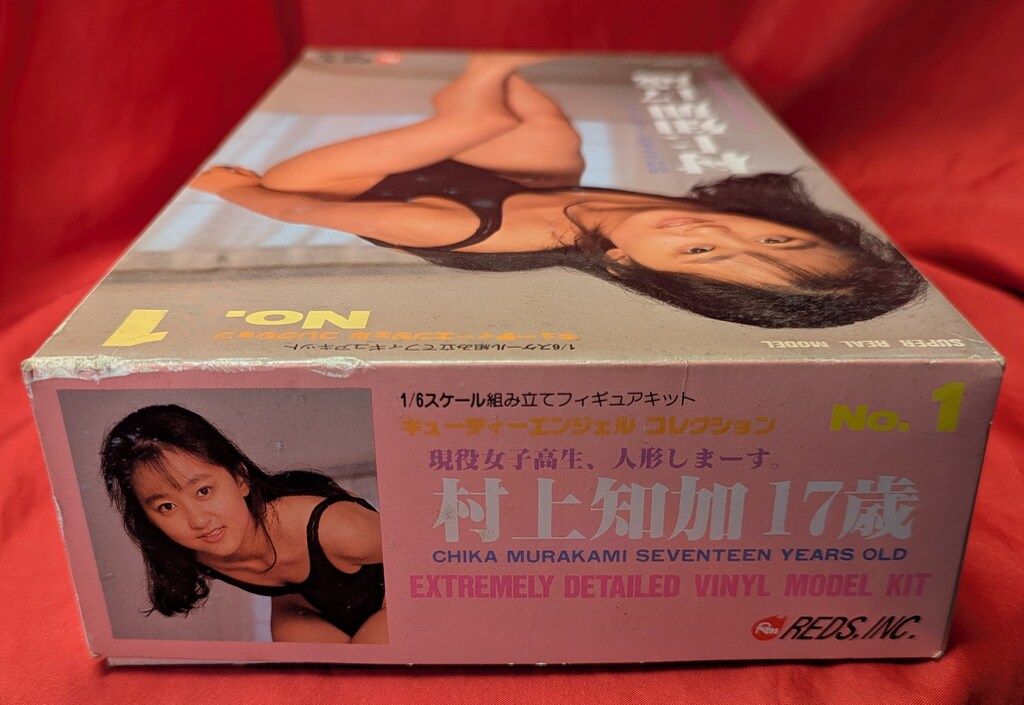 村上知加
SUPER REAL MODEL
No. 1
キューティーエンジェル コレクション
1/6スケール組み立てフィギュアキット
1/6スケール組み立てフィギュアキット
キューティーエンジェル コレクション
No. 1
現役女子高生、人形しまーす。
村上知加 17歳
CHIKA MURAKAMI SEVENTEEN YEARS OLD
EXTREMELY DETAILED VINYL MODEL KIT
REDS, INC.